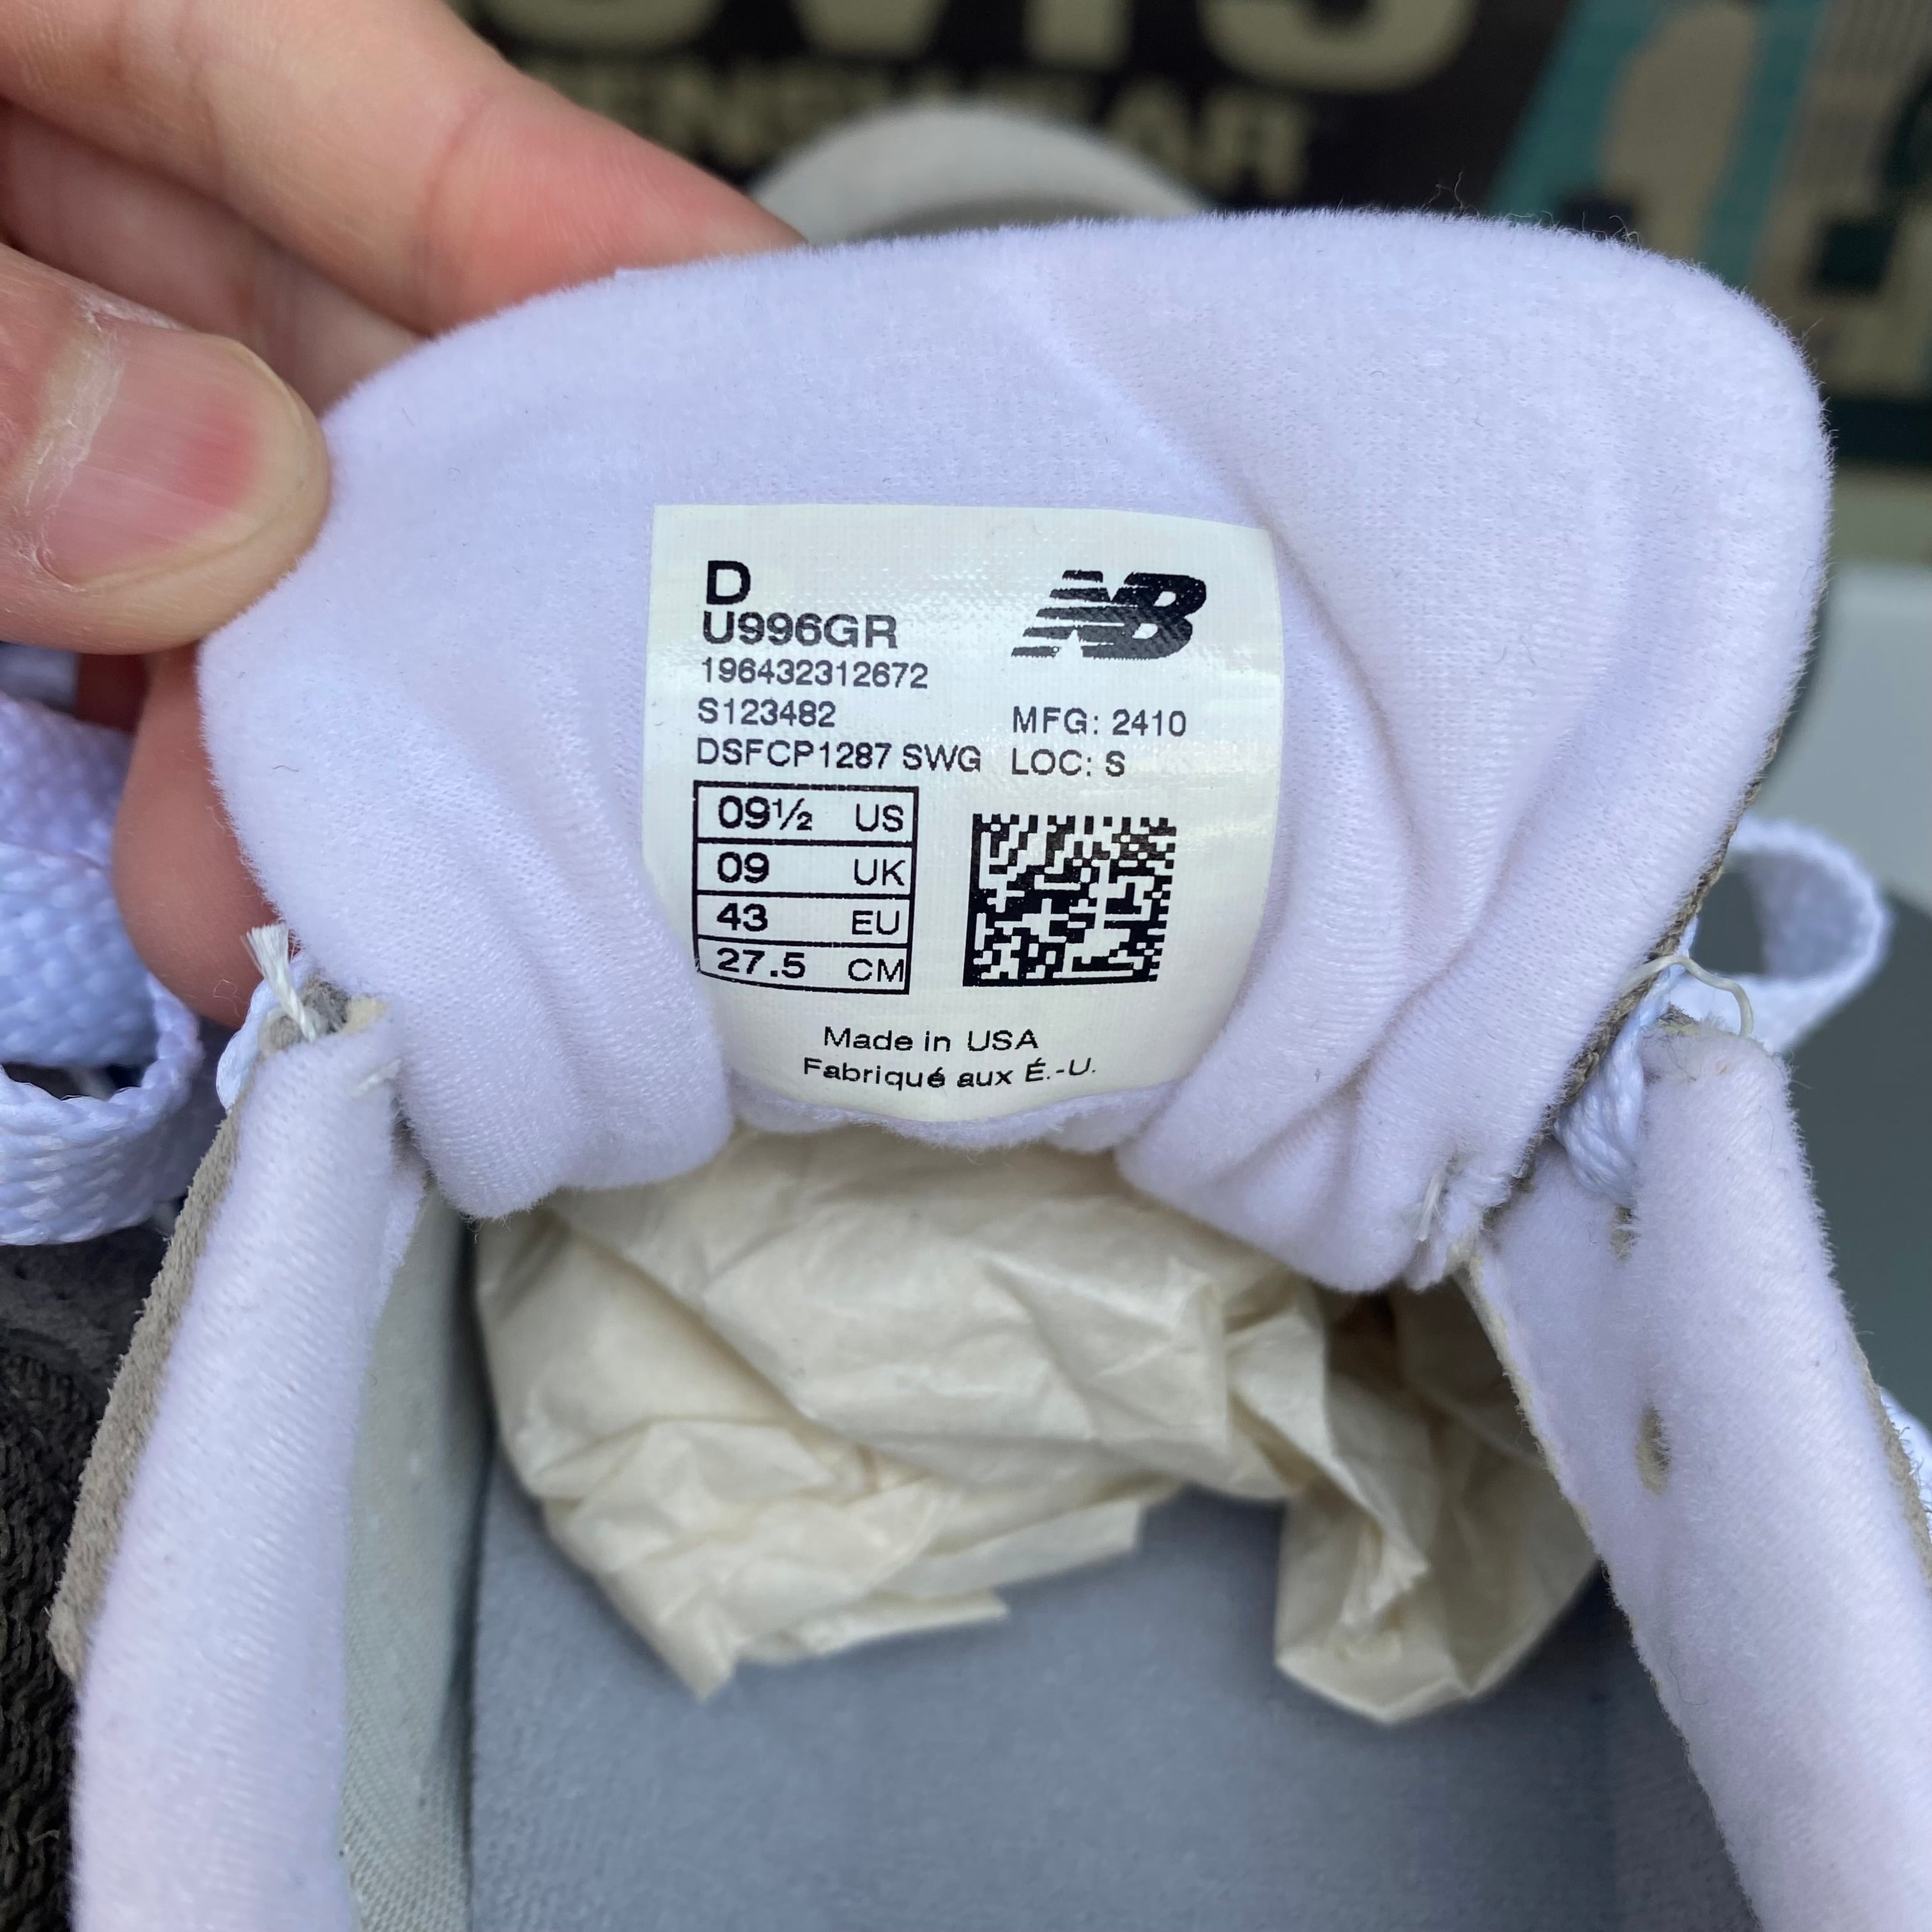 D
U996GR
196432312672
S123482
DSFCP1287 SWG
NB
MFG: 2410
LOC: S
09½ US
09 UK
43 EU
27.5 CM
Made in USA
Fabriqué aux É.-U.